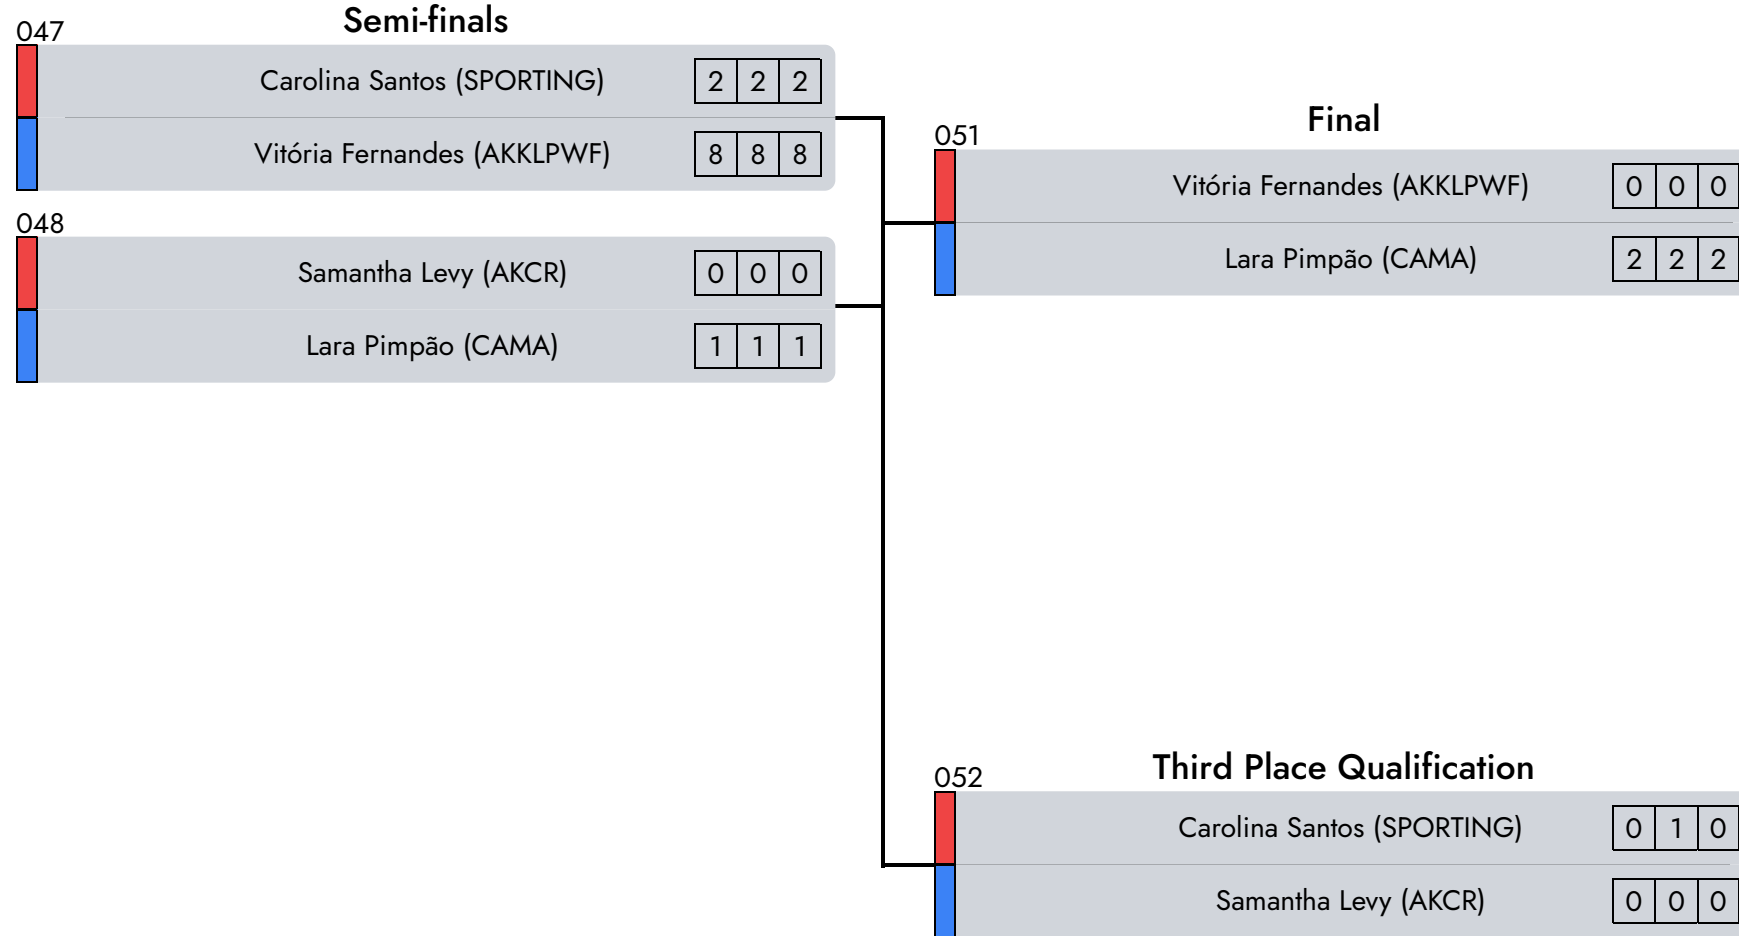 Semi-finals
047
Carolina Santos (SPORTING) 2 2 2
Vitória Fernandes (AKKLPWF) 8 8 8
048
Samantha Levy (AKCR) 0 0 0
Lara Pimpão (CAMA) 1 1 1
Final
051
Vitória Fernandes (AKKLPWF) 0 0 0
Lara Pimpão (CAMA) 2 2 2
Third Place Qualification
052
Carolina Santos (SPORTING) 0 1 0
Samantha Levy (AKCR) 0 0 0